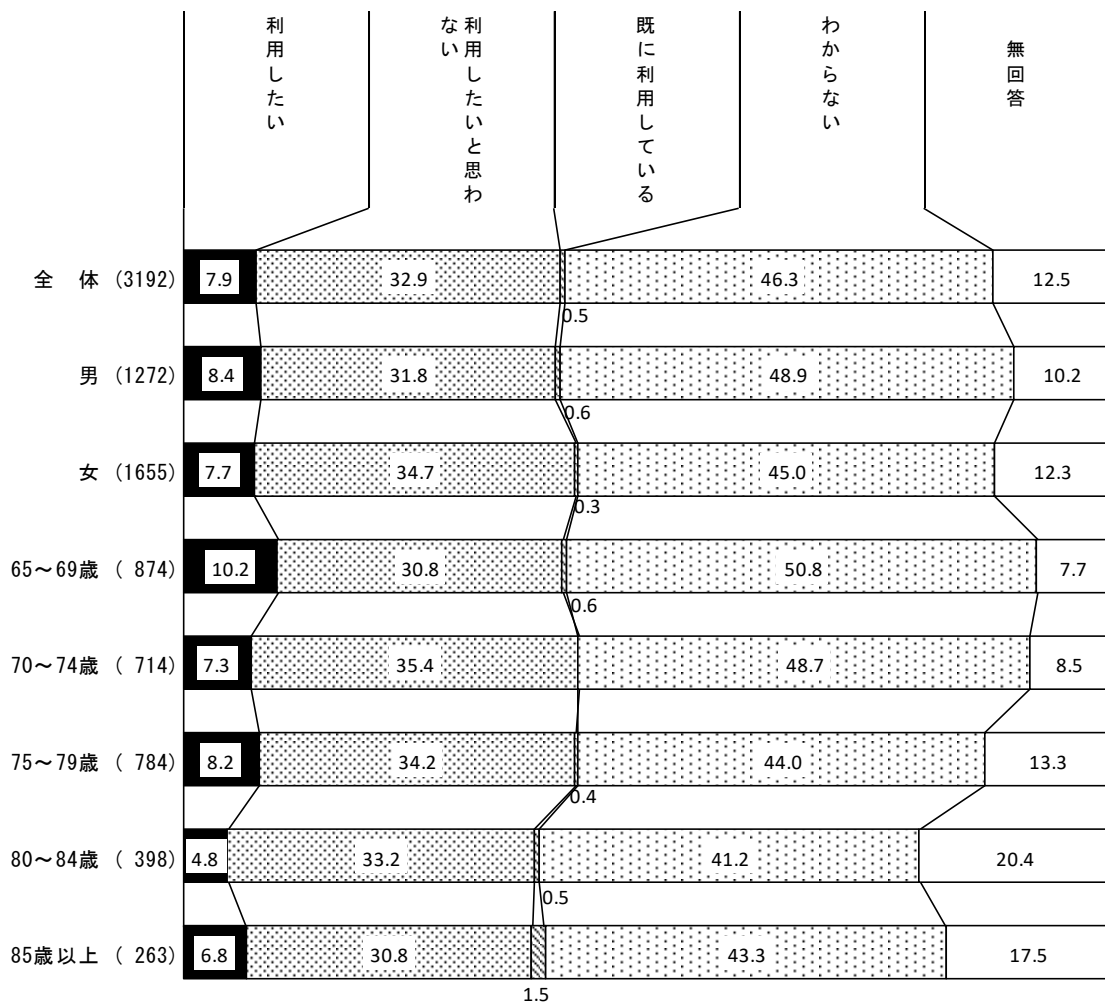 利用したい
利用したいと思わ
ない
既に利用している
わからない
無回答
全　体 (3192) 7.9 32.9 46.3 12.5
0.5
男 (1272) 8.4 31.8 48.9 10.2
0.6
女 (1655) 7.7 34.7 45.0 12.3
0.3
65～69歳 ( 874) 10.2 30.8 50.8 7.7
0.6
70～74歳 ( 714) 7.3 35.4 48.7 8.5
75～79歳 ( 784) 8.2 34.2 44.0 13.3
0.4
80～84歳 ( 398) 4.8 33.2 41.2 20.4
0.5
85歳以上 ( 263) 6.8 30.8 43.3 17.5
1.5